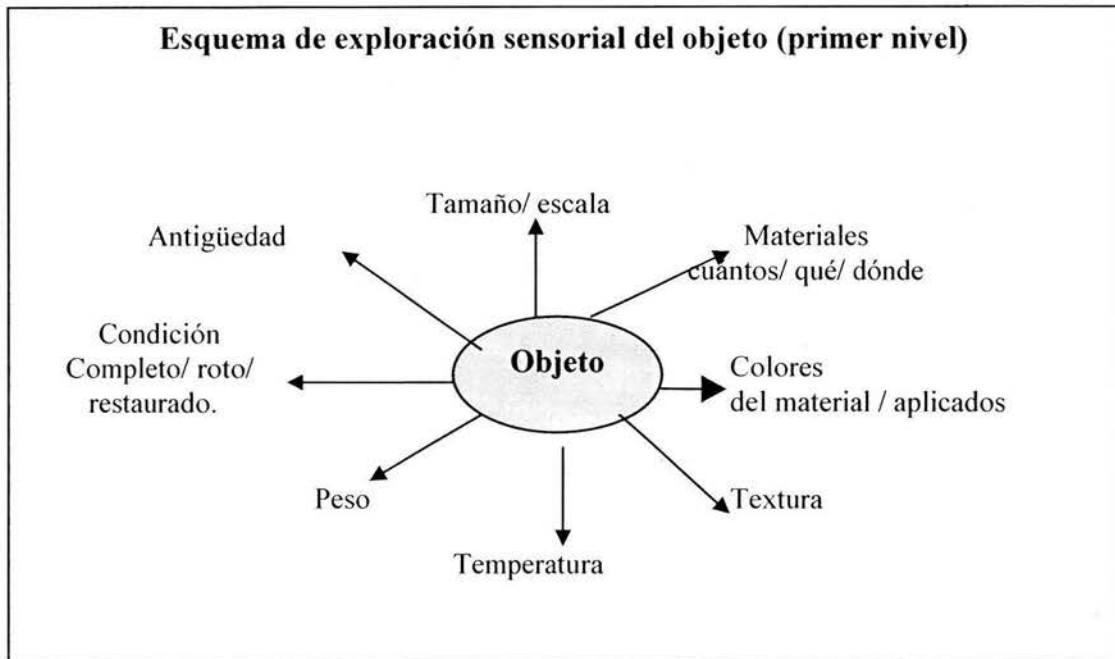 Esquema de exploración sensorial del objeto (primer nivel)
Tamaño/ escala
Antigüedad
Materiales
cuántos/ qué/ dónde
Condición
Completo/ roto/
restaurado.
Objeto
Colores
del material / aplicados
Peso
Textura
Temperatura